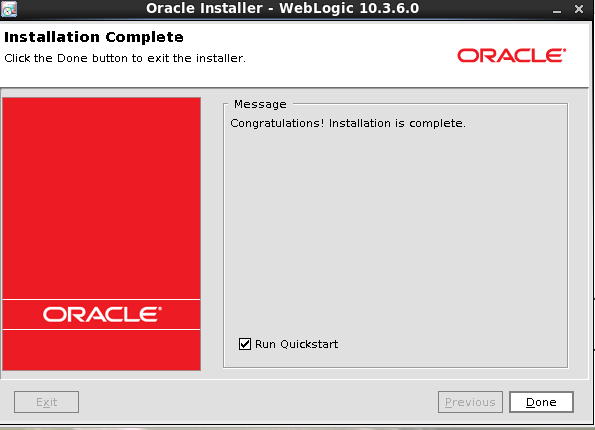 Oracle Installer - WebLogic 10.3.6.0
Installation Complete
Click the Done button to exit the installer.
ORACLE®
Message
Congratulations! Installation is complete.
ORACLE®
Run Quickstart
Exit
Previous
Done